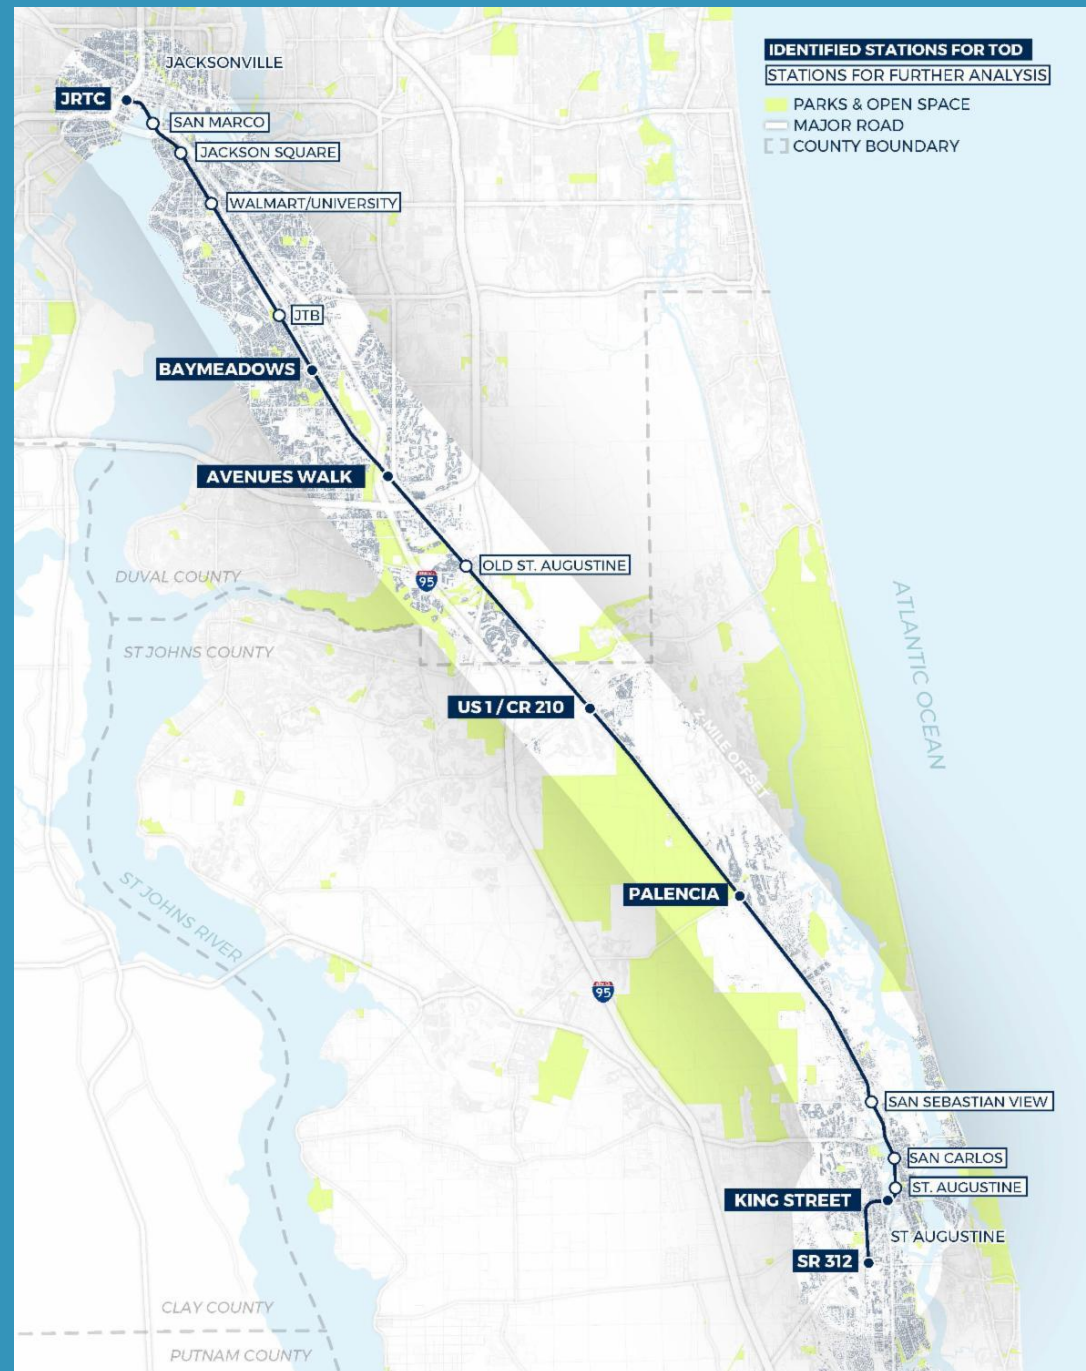 JACKSONVILLE
IDENTIFIED STATIONS FOR TOD
STATIONS FOR FURTHER ANALYSIS
PARKS & OPEN SPACE
MAJOR ROAD
COUNTY BOUNDARY
JRTC
SAN MARCO
JACKSON SQUARE
WALMART/UNIVERSITY
JTB
BAYMEADOWS
AVENUES WALK
OLD ST. AUGUSTINE
DUVAL COUNTY
95
ST JOHNS COUNTY
ATLANTIC OCEAN
US 1 / CR 210
2 MILE OFFSET
PALENCIA
ST JOHNS RIVER
95
SAN SEBASTIAN VIEW
SAN CARLOS
ST. AUGUSTINE
KING STREET
ST AUGUSTINE
SR 312
CLAY COUNTY
PUTNAM COUNTY